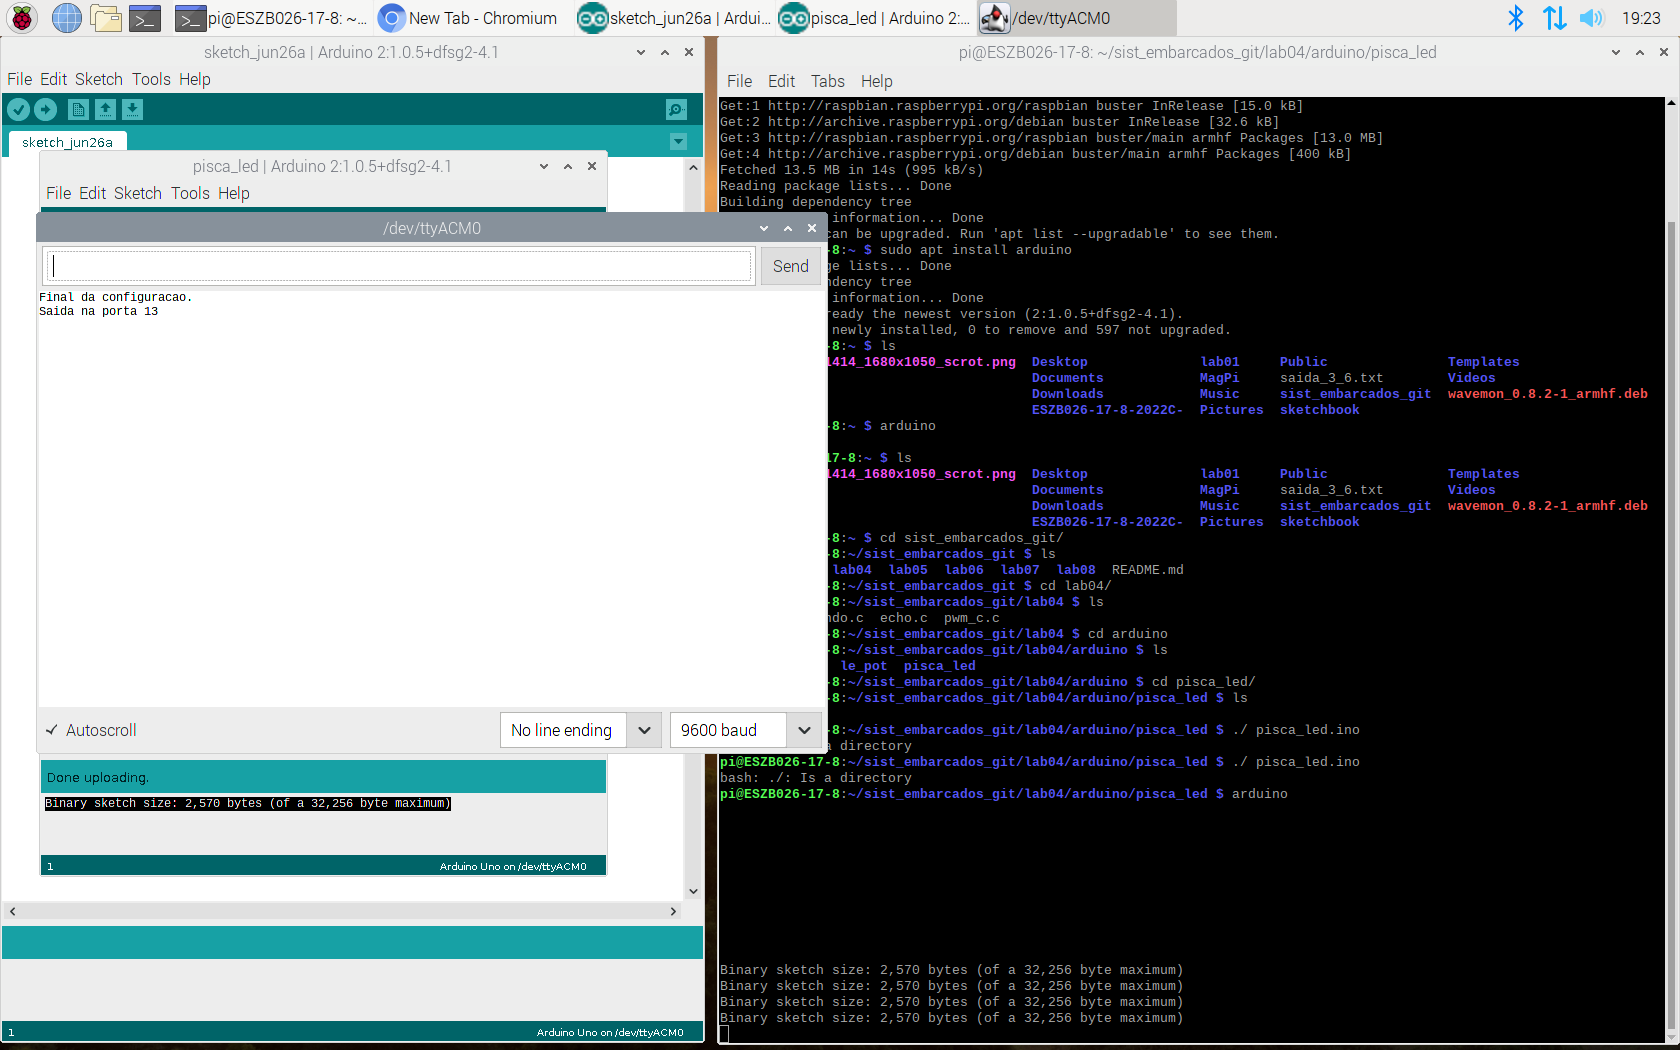 pi@ESZB026-17-8: ~...
New Tab - Chromium
sketch_jun26a | Ardui...
pisca_led | Arduino 2:...
/dev/ttyACM0
19:23
sketch_jun26a | Arduino 2:1.0.5+dfsg2-4.1
File Edit Sketch Tools Help
sketch_jun26a
pisca_led | Arduino 2:1.0.5+dfsg2-4.1
File Edit Sketch Tools Help
/dev/ttyACM0
Send
Final da configuracao.
Saida na porta 13
Autoscroll
No line ending
9600 baud
Done uploading.
Binary sketch size: 2,570 bytes (of a 32,256 byte maximum)
1
Arduino Uno on /dev/ttyACM0
1
Arduino Uno on /dev/ttyACM0
pi@ESZB026-17-8: ~/sist_embarcados_git/lab04/arduino/pisca_led
File Edit Tabs Help
Get:1 http://raspbian.raspberrypi.org/raspbian buster InRelease [15.0 kB]
Get:2 http://archive.raspberrypi.org/debian buster InRelease [32.6 kB]
Get:3 http://raspbian.raspberrypi.org/raspbian buster/main armhf Packages [13.0 MB]
Get:4 http://archive.raspberrypi.org/debian buster/main armhf Packages [400 kB]
Fetched 13.5 MB in 14s (995 kB/s)
Reading package lists... Done
Building dependency tree
information... Done
can be upgraded. Run 'apt list --upgradable' to see them.
8:~ $ sudo apt install arduino
ge lists... Done
ndency tree
information... Done
ready the newest version (2:1.0.5+dfsg2-4.1).
newly installed, 0 to remove and 597 not upgraded.
8:~ $ ls
1414_1680x1050_scrot.png Desktop lab01 Public Templates
Documents MagPi saida_3_6.txt Videos
Downloads Music sist_embarcados_git wavemon_0.8.2-1_armhf.deb
ESZB026-17-8-2022C- Pictures sketchbook
8:~ $ arduino
17-8:~ $ ls
1414_1680x1050_scrot.png Desktop lab01 Public Templates
Documents MagPi saida_3_6.txt Videos
Downloads Music sist_embarcados_git wavemon_0.8.2-1_armhf.deb
ESZB026-17-8-2022C- Pictures sketchbook
8:~ $ cd sist_embarcados_git/
8:~/sist_embarcados_git $ ls
lab04 lab05 lab06 lab07 lab08 README.md
8:~/sist_embarcados_git $ cd lab04/
8:~/sist_embarcados_git/lab04 $ ls
ndo.c echo.c pwm_c.c
8:~/sist_embarcados_git/lab04 $ cd arduino
8:~/sist_embarcados_git/lab04/arduino $ ls
le_pot pisca_led
8:~/sist_embarcados_git/lab04/arduino $ cd pisca_led/
8:~/sist_embarcados_git/lab04/arduino/pisca_led $ ls
8:~/sist_embarcados_git/lab04/arduino/pisca_led $ ./ pisca_led.ino
a directory
pi@ESZB026-17-8:~/sist_embarcados_git/lab04/arduino/pisca_led $ ./ pisca_led.ino
bash: ./: Is a directory
pi@ESZB026-17-8:~/sist_embarcados_git/lab04/arduino/pisca_led $ arduino
Binary sketch size: 2,570 bytes (of a 32,256 byte maximum)
Binary sketch size: 2,570 bytes (of a 32,256 byte maximum)
Binary sketch size: 2,570 bytes (of a 32,256 byte maximum)
Binary sketch size: 2,570 bytes (of a 32,256 byte maximum)